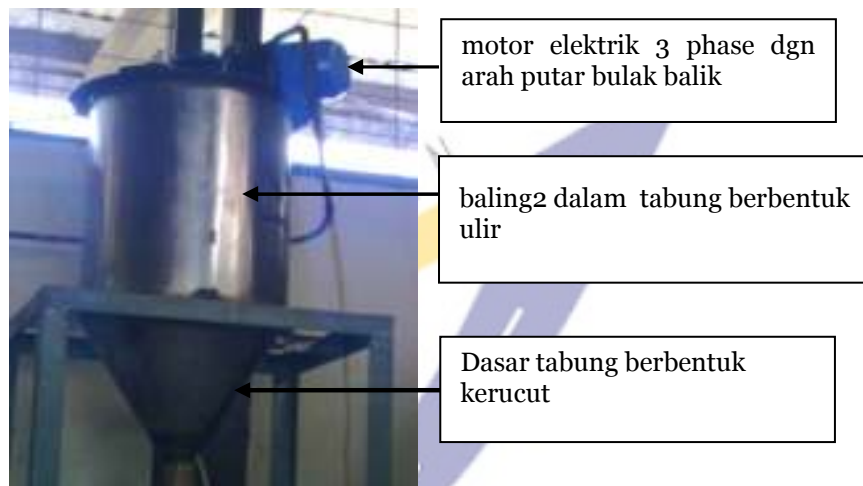 motor elektrik 3 phase dgn
arah putar bulak balik
baling2 dalam tabung berbentuk
ulir
Dasar tabung berbentuk
kerucut